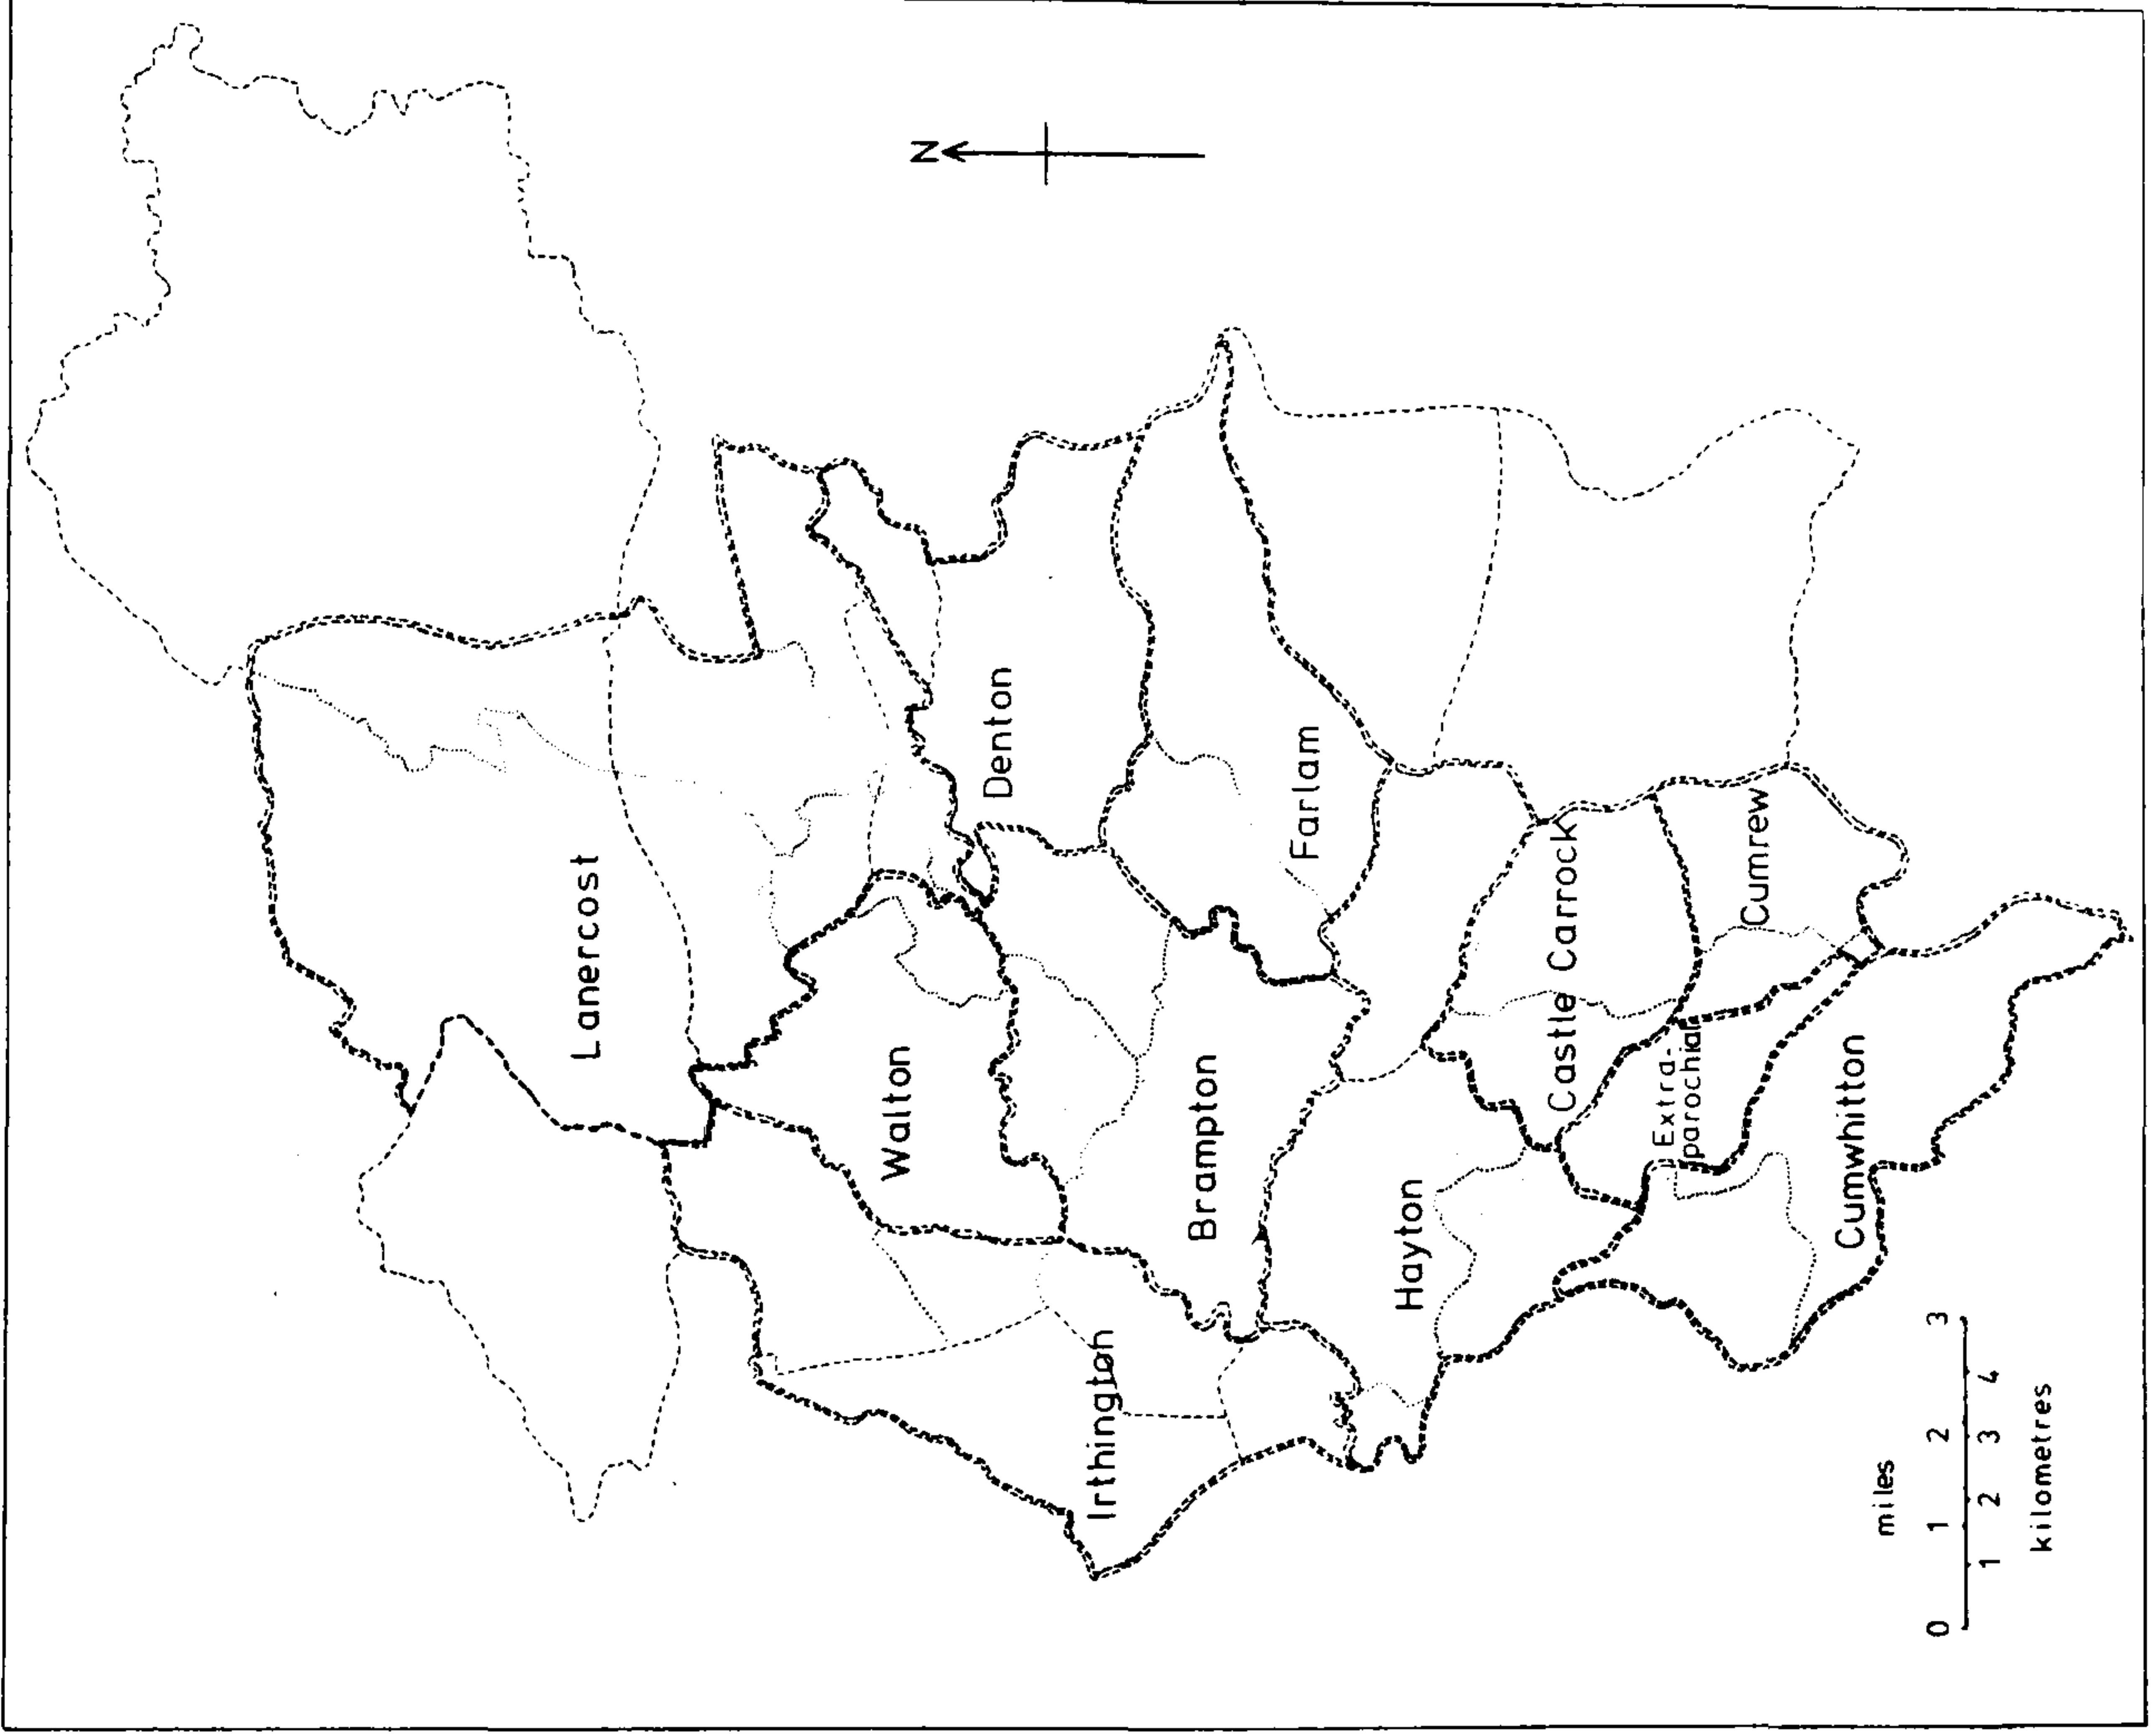 N
Lanercost
Walton
Denton
Irthington
Brampton
Farlam
Hayton
Castle Carrock
Extra-
parochial
Cumrew
Cumwhitton
miles
0 1 2 3
1 2 3 4
kilometres